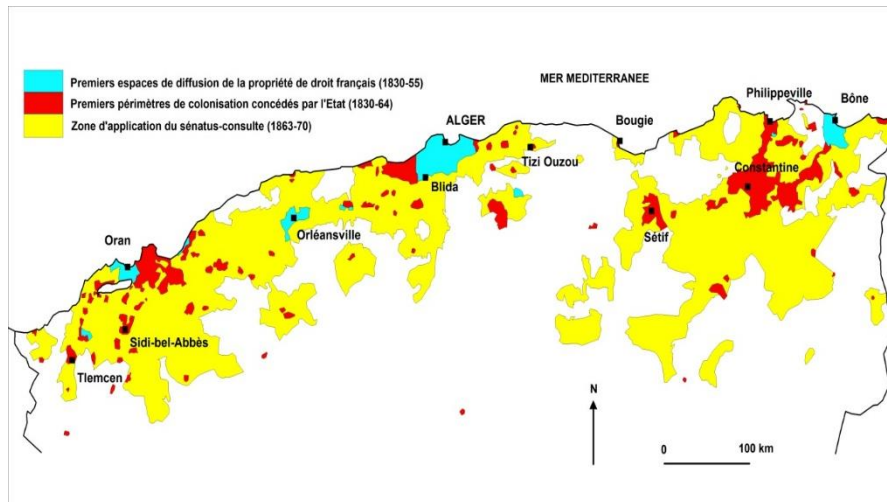 Premiers espaces de diffusion de la propriété de droit français (1830-55)
Premiers périmètres de colonisation concédés par l'Etat (1830-64)
Zone d'application du sénatus-consulte (1863-70)
MER MEDITERRANEE
Philippeville
Bône
ALGER
Bougie
Tizi Ouzou
Constantine
Blida
Orléansville
Sétif
Oran
Sidi-bel-Abbès
Tlemcen
N
0 100 km